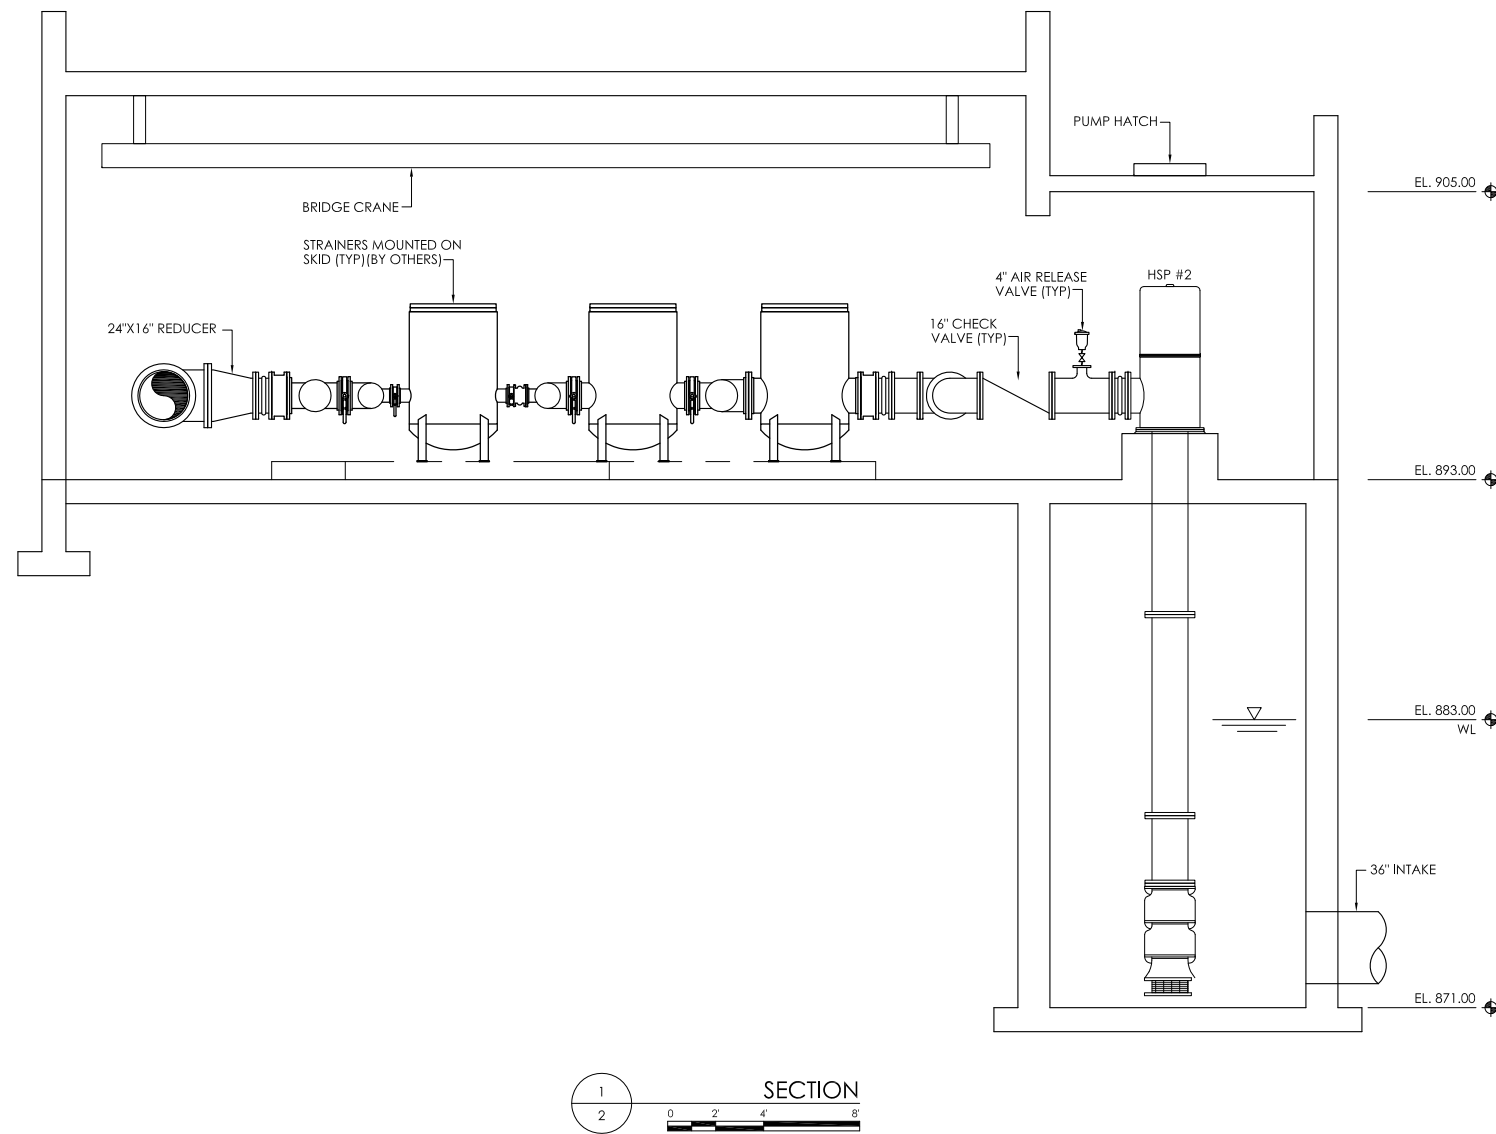 PUMP HATCH
EL. 905.00
BRIDGE CRANE
STRAINERS MOUNTED ON
SKID (TYP)(BY OTHERS)
4" AIR RELEASE
VALVE (TYP)
HSP #2
24"X16" REDUCER
16" CHECK
VALVE (TYP)
EL. 893.00
EL. 883.00
WL
36" INTAKE
EL. 871.00
1
2
SECTION
0 2' 4' 8'